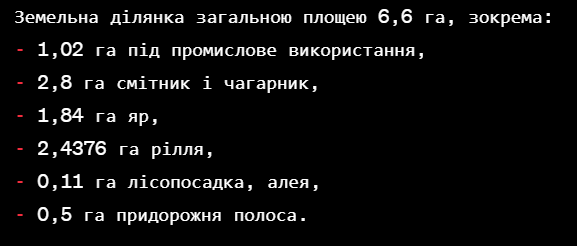 Земельна ділянка загальною площею 6,6 га, зокрема:
- 1,02 га під промислове використання,
- 2,8 га смітник і чагарник,
- 1,84 га яр,
- 2,4376 га рілля,
- 0,11 га лісопосадка, алея,
- 0,5 га придорожня полоса.